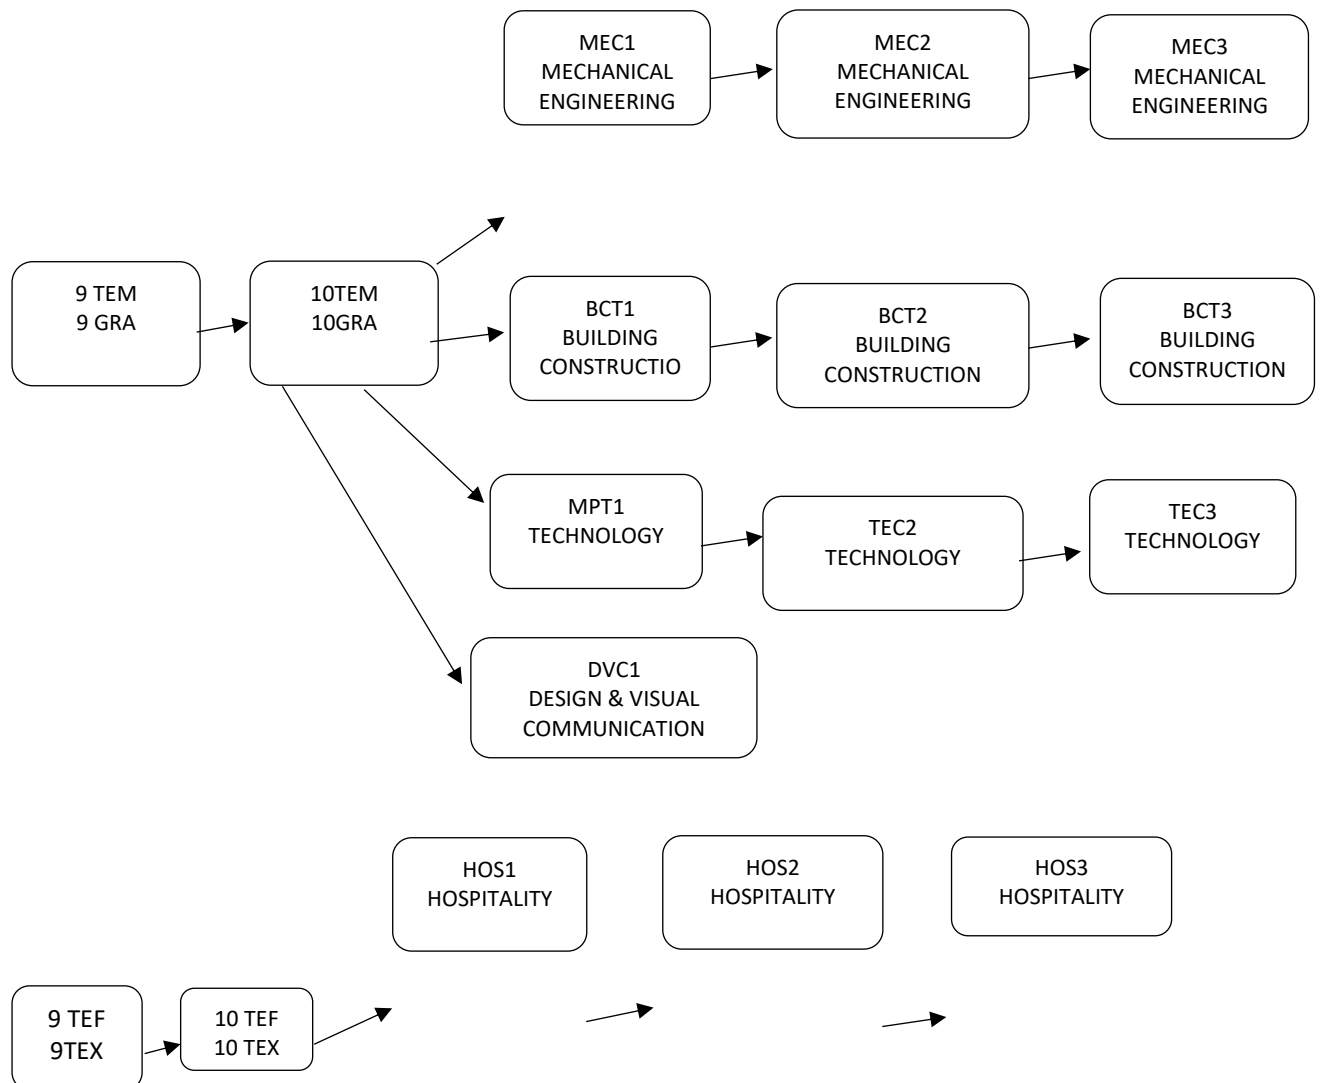 MEC1
MECHANICAL
ENGINEERING
MEC2
MECHANICAL
ENGINEERING
MEC3
MECHANICAL
ENGINEERING
9 TEM
9 GRA
10TEM
10GRA
BCT1
BUILDING
CONSTRUCTIO
BCT2
BUILDING
CONSTRUCTION
BCT3
BUILDING
CONSTRUCTION
MPT1
TECHNOLOGY
TEC2
TECHNOLOGY
TEC3
TECHNOLOGY
DVC1
DESIGN & VISUAL
COMMUNICATION
HOS1
HOSPITALITY
HOS2
HOSPITALITY
HOS3
HOSPITALITY
9 TEF
9TEX
10 TEF
10 TEX